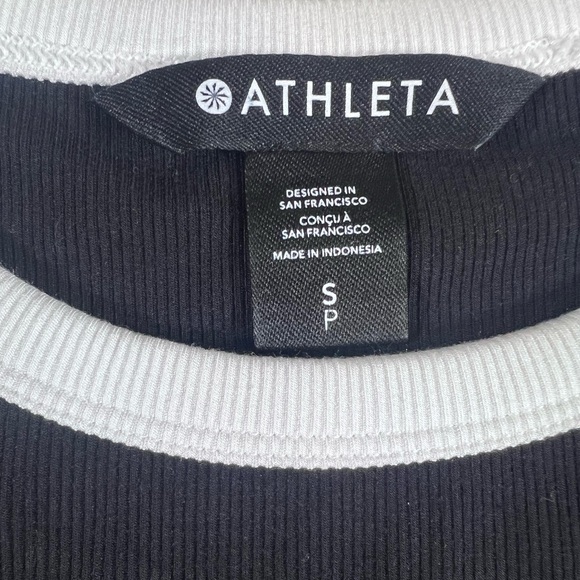 ATHLETA
DESIGNED IN
SAN FRANCISCO
CONÇU À
SAN FRANCISCO
MADE IN INDONESIA
S
P